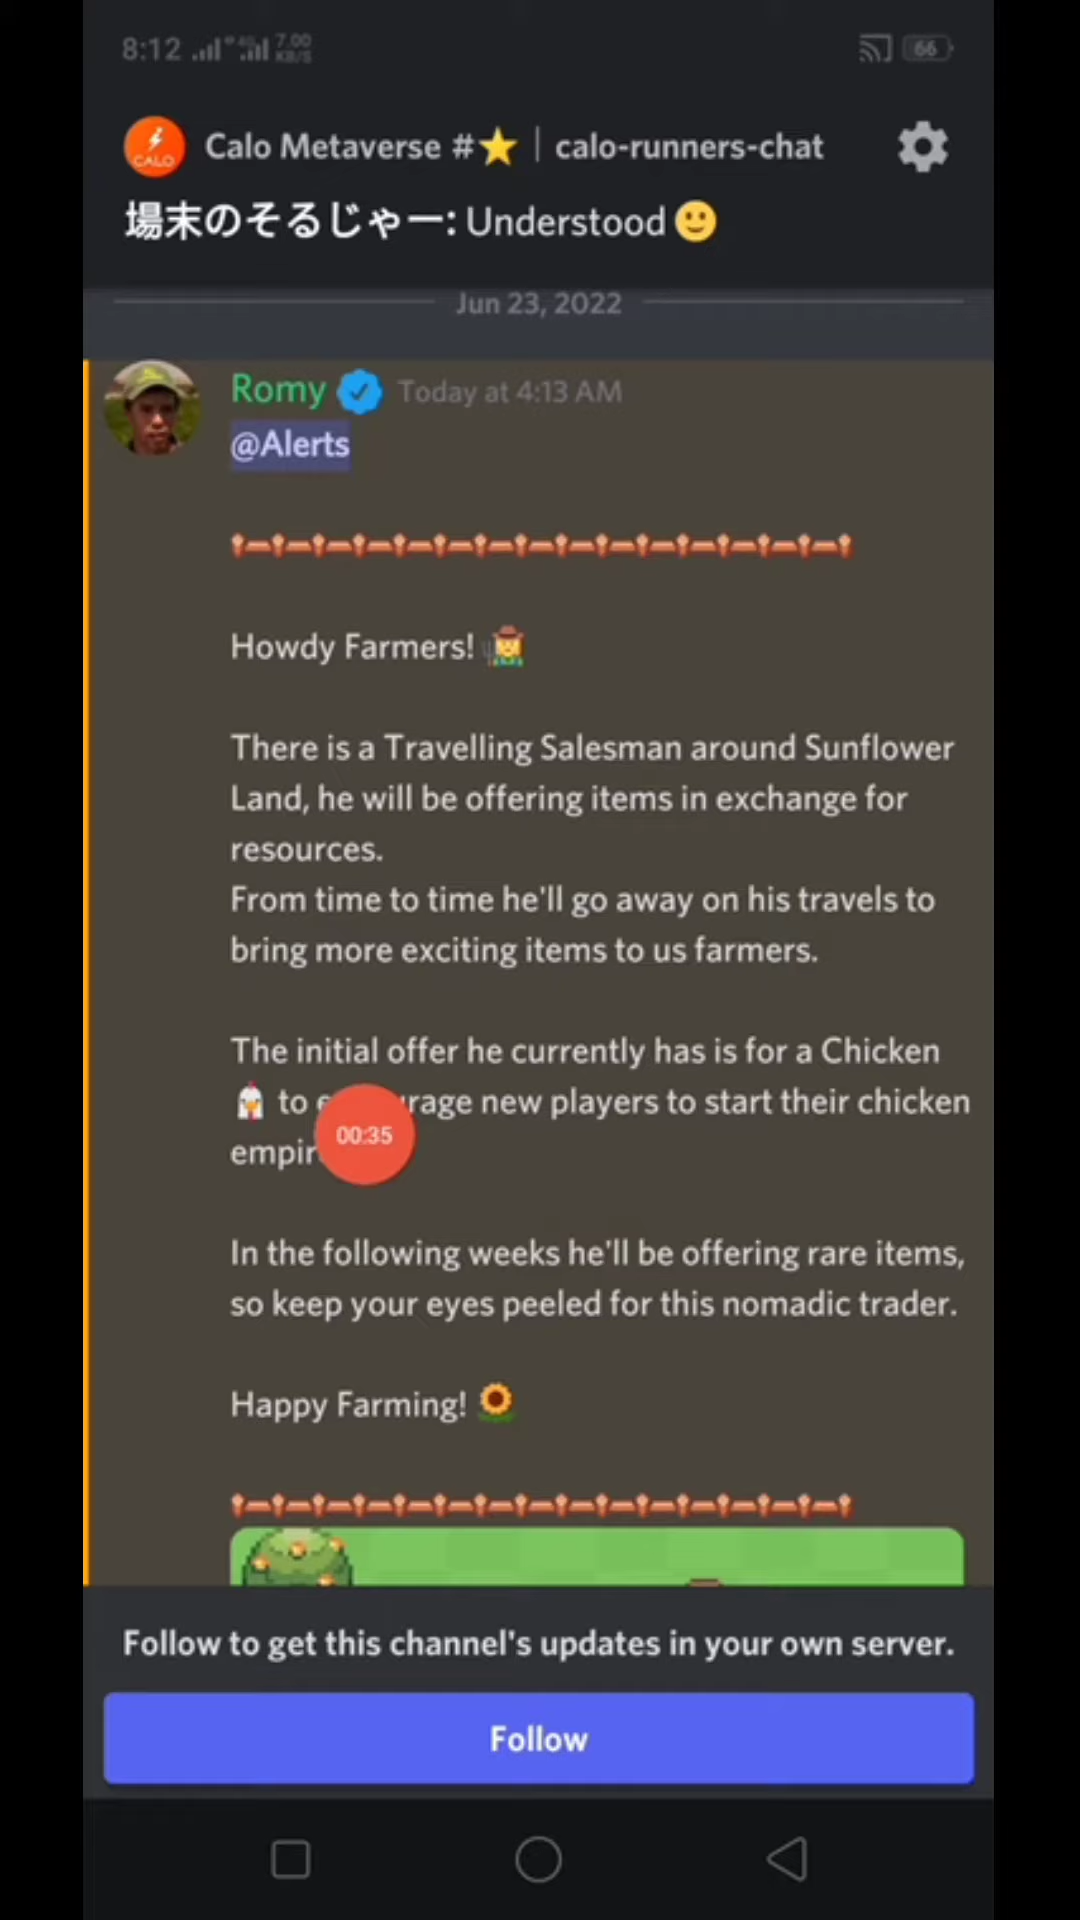 8:12 4G 7.00 KB/S 66
CALO Calo Metaverse #⭐ | calo-runners-chat
場末のそるじゃー: Understood 🙂
Jun 23, 2022
Romy Today at 4:13 AM
@Alerts
Howdy Farmers! 🧑‍🌾
There is a Travelling Salesman around Sunflower
Land, he will be offering items in exchange for
resources.
From time to time he'll go away on his travels to
bring more exciting items to us farmers.
The initial offer he currently has is for a Chicken
🐔 to rage new players to start their chicken
00:35
empir
In the following weeks he'll be offering rare items,
so keep your eyes peeled for this nomadic trader.
Happy Farming! 🌻
Follow to get this channel's updates in your own server.
Follow